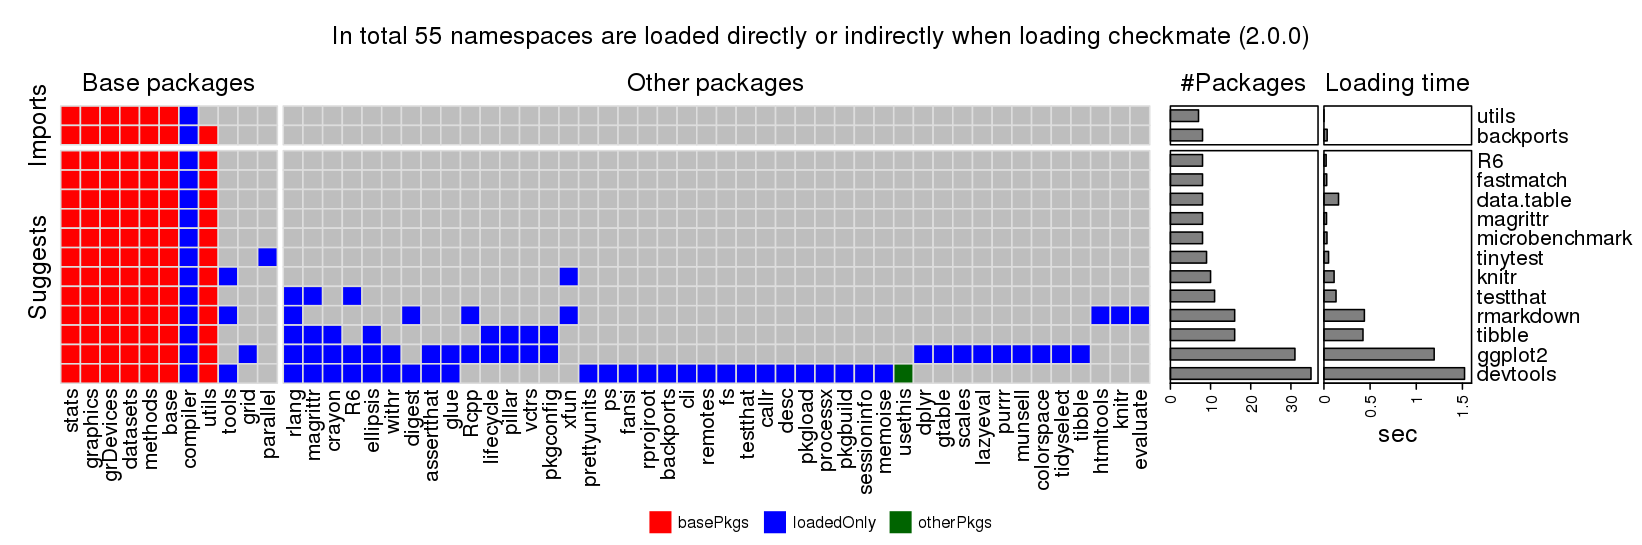 In total 55 namespaces are loaded directly or indirectly when loading checkmate (2.0.0)
Base packages
Other packages
#Packages
Loading time
Imports
Suggests
utils
backports
R6
fastmatch
data.table
magrittr
microbenchmark
tinytest
knitr
testthat
rmarkdown
tibble
ggplot2
devtools
stats
graphics
grDevices
datasets
methods
base
compiler
utils
tools
grid
parallel
rlang
magrittr
crayon
R6
ellipsis
withr
digest
assertthat
glue
Rcpp
lifecycle
pillar
vctrs
pkgconfig
xfun
prettyunits
ps
fansi
rprojroot
backports
cli
remotes
fs
testthat
callr
desc
pkgload
processx
pkgbuild
sessioninfo
memoise
usethis
dplyr
gtable
scales
lazyeval
purrr
munsell
colorspace
tidyselect
tibble
htmltools
knitr
evaluate
0
10
20
30
0
0.5
1
1.5
sec
basePkgs
loadedOnly
otherPkgs